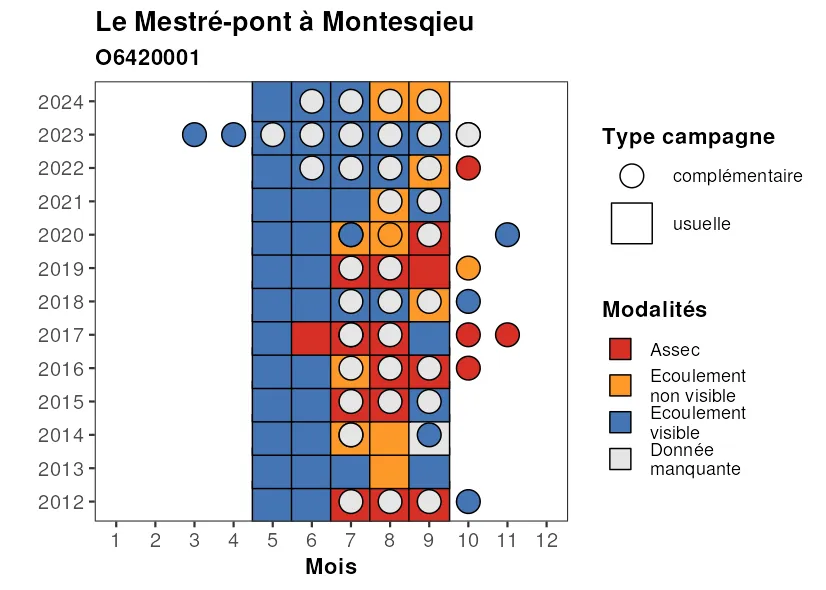 Le Mestré-pont à Montesqieu
O6420001
2024
2023
2022
2021
2020
2019
2018
2017
2016
2015
2014
2013
2012
1 2 3 4 5 6 7 8 9 10 11 12
Mois
Type campagne
complémentaire
usuelle
Modalités
Assec
Ecoulement
non visible
Ecoulement
visible
Donnée
manquante